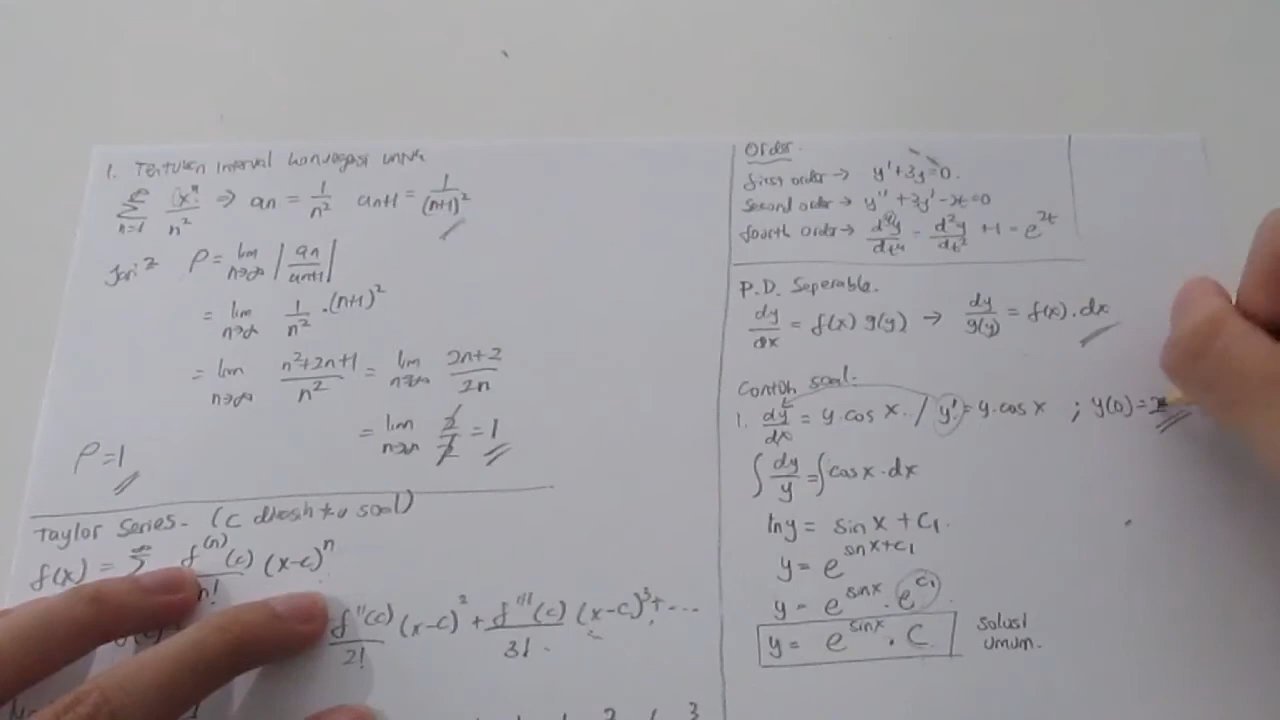 1. Tentukan interval konvergasi untuk
∞ ∑ n=1 x^n / n^2 ⇒ an = 1/n^2 an+1 = 1/(n+1)^2
Jari^2 ρ = lim n→∞ | an / an+1 |
= lim n→∞ 1/n^2 . (n+1)^2
= lim n→∞ (n^2+2n+1)/n^2 = lim n→∞ (2n+2)/2n
= lim n→∞ 2/2 = 1
ρ = 1
Taylor Series. (c soal)
f(x) = ∞ ∑ f^(n)(c) / n! (x-c)^n
f''(c)/2! (x-c)^2 + f'''(c)/3! (x-c)^3 + ...
Order.
first order → y' + 3y = 0.
second order → y'' + 3y' - x = 0
fourth order → d^4y/dt^4 - d^2y/dt^2 + 1 = e^2t
P.D. Seperable.
dy/dx = f(x) g(y) → dy/g(y) = f(x) . dx
Contoh soal:
1. dy/dx = y . cos x . / y' = y . cos x ; y(0) =
∫ dy/y = ∫ cos x . dx
ln y = sin x + C1.
y = e^(sin x + c1)
y = e^sin x . e^c1
y = e^sin x . C
solusi
umum.